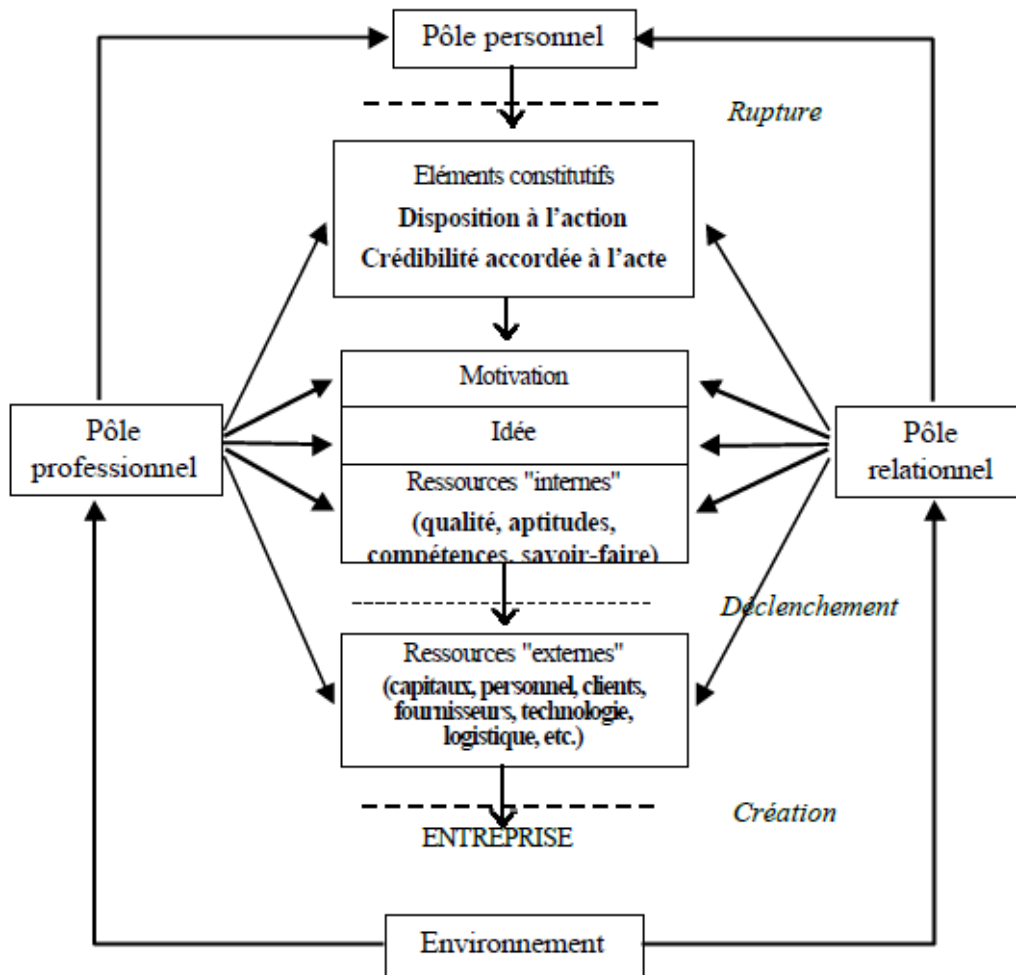 Pôle personnel
Rupture
Eléments constitutifs
Disposition à l'action
Crédibilité accordée à l'acte
Motivation
Pôle
professionnel
Idée
Pôle
relationnel
Ressources "internes"
(qualité, aptitudes,
compétences, savoir-faire)
Déclenchement
Ressources "externes"
(capitaux, personnel, clients,
fournisseurs, technologie,
logistique, etc.)
Création
ENTREPRISE
Environnement